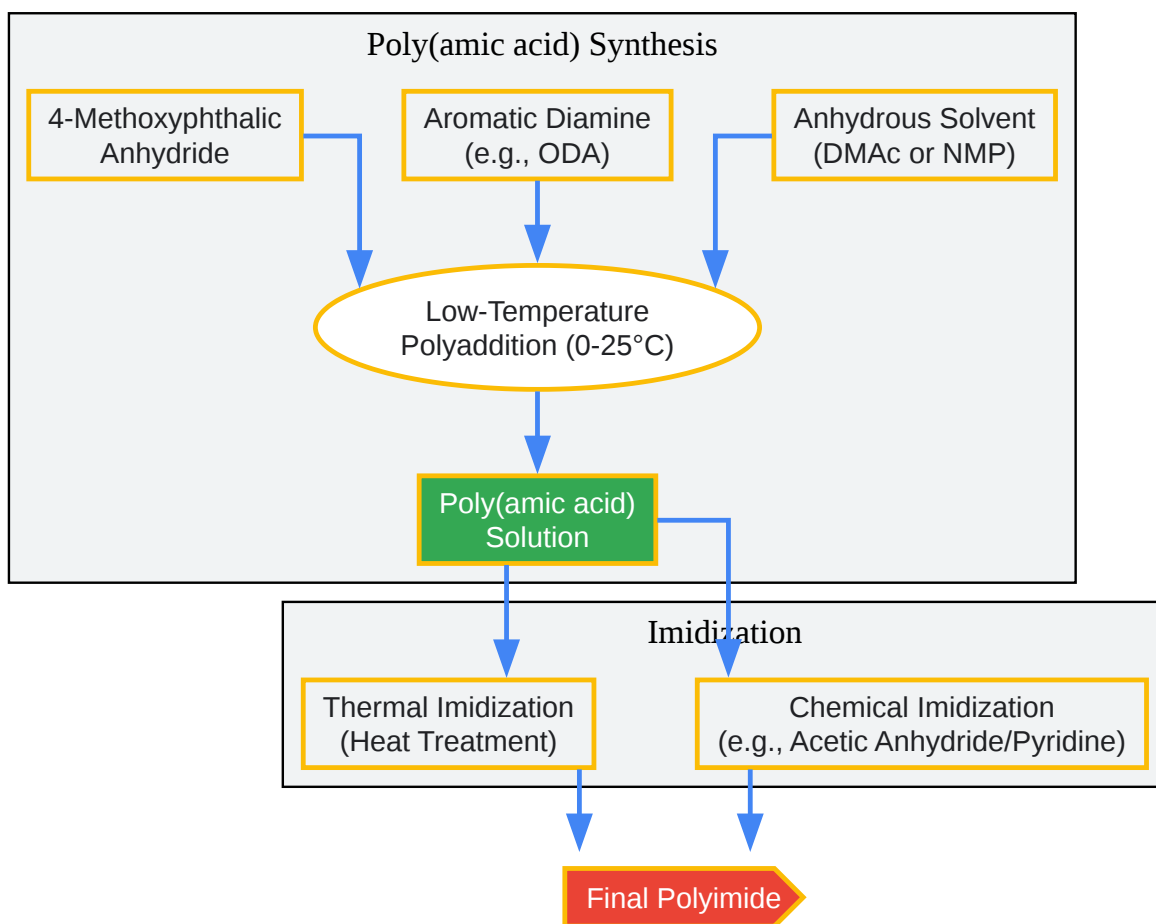 Poly(amic acid) Synthesis
4-Methoxyphthalic
Anhydride
Aromatic Diamine
(e.g., ODA)
Anhydrous Solvent
(DMAc or NMP)
Low-Temperature
Polyaddition (0-25°C)
Poly(amic acid)
Solution
Imidization
Thermal Imidization
(Heat Treatment)
Chemical Imidization
(e.g., Acetic Anhydride/Pyridine)
Final Polyimide